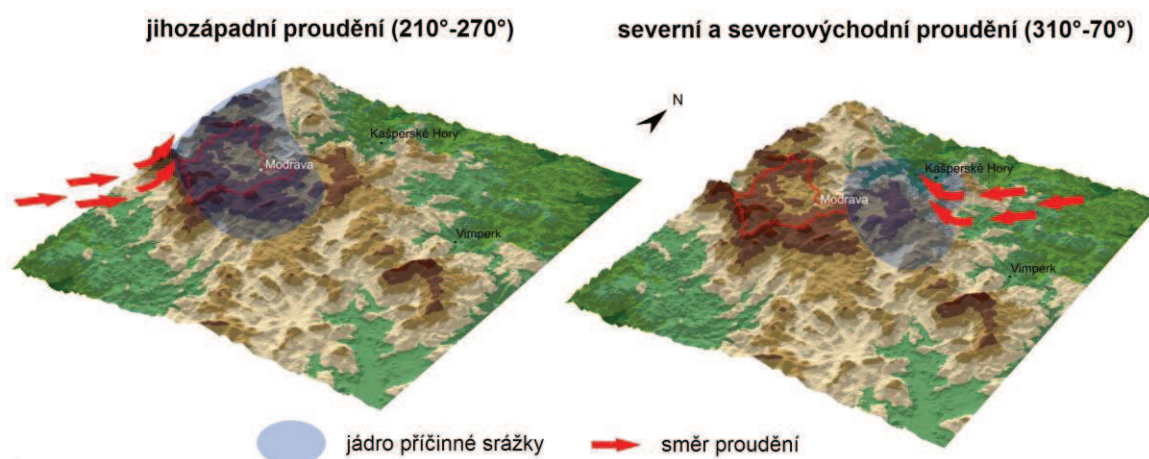 jihozápadní proudění (210°-270°)
severní a severovýchodní proudění (310°-70°)
N
Kašperské Hory
Modrava
Vimperk
Kašperské Hory
Modrava
Vimperk
jádro příčinné srážky
směr proudění